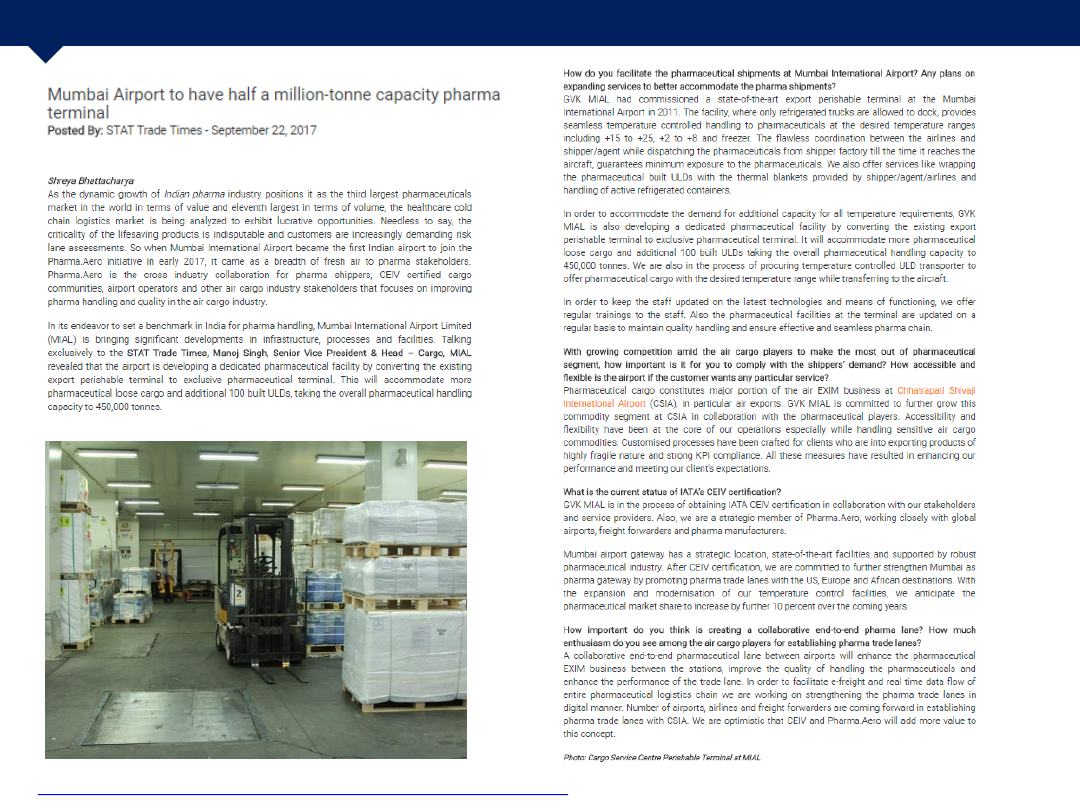 Mumbai Airport to have half a million-tonne capacity pharma
terminal
Posted By: STAT Trade Times - September 22, 2017
Shreya Bhattacharya
As the dynamic growth of Indian pharma industry positions it as the third largest pharmaceuticals
market in the world in terms of value and eleventh largest in terms of volume, the healthcare cold
chain logistics market is being analyzed to exhibit lucrative opportunities. Needless to say, the
criticality of the lifesaving products is indisputable and customers are increasingly demanding risk
lane assessments. So when Mumbai International Airport became the first Indian airport to join the
Pharma.Aero initiative in early 2017, it came as a breath of fresh air to pharma stakeholders.
Pharma.Aero is the cross industry collaboration for pharma shippers, CEIV certified cargo
communities, airport operators and other air cargo industry stakeholders that focuses on improving
pharma handling and quality in the air cargo industry.
In its endeavor to set a benchmark in India for pharma handling, Mumbai International Airport Limited
(MIAL) is bringing significant developments in infrastructure, processes and facilities. Talking
exclusively to the STAT Trade Times, Manoj Singh, Senior Vice President & Head – Cargo, MIAL
revealed that the airport is developing a dedicated pharmaceutical facility by converting the existing
export perishable terminal to exclusive pharmaceutical terminal. This will accommodate more
pharmaceutical loose cargo and additional 100 built ULDs, taking the overall pharmaceutical handling
capacity to 450,000 tonnes.
2
How do you facilitate the pharmaceutical shipments at Mumbai International Airport? Any plans on
expanding services to better accommodate the pharma shipments?
GVK MIAL had commissioned a state-of-the-art export perishable terminal at the Mumbai
International Airport in 2011. The facility, where only refrigerated trucks are allowed to dock, provides
seamless temperature controlled handling to pharmaceuticals at the desired temperature ranges
including +15 to +25, +2 to +8 and freezer. The flawless coordination between the airlines and
shipper/agent while dispatching the pharmaceuticals from shipper factory till the time it reaches the
aircraft, guarantees minimum exposure to the pharmaceuticals. We also offer services like wrapping
the pharmaceutical built ULDs with the thermal blankets provided by shipper/agent/airlines and
handling of active refrigerated containers.
In order to accommodate the demand for additional capacity for all temperature requirements, GVK
MIAL is also developing a dedicated pharmaceutical facility by converting the existing export
perishable terminal to exclusive pharmaceutical terminal. It will accommodate more pharmaceutical
loose cargo and additional 100 built ULDs taking the overall pharmaceutical handling capacity to
450,000 tonnes. We are also in the process of procuring temperature controlled ULD transporter to
offer pharmaceutical cargo with the desired temperature range while transferring to the aircraft.
In order to keep the staff updated on the latest technologies and means of functioning, we offer
regular trainings to the staff. Also the pharmaceutical facilities at the terminal are updated on a
regular basis to maintain quality handling and ensure effective and seamless pharma chain.
With growing competition amid the air cargo players to make the most out of pharmaceutical
segment, how important is it for you to comply with the shippers' demand? How accessible and
flexible is the airport if the customer wants any particular service?
Pharmaceutical cargo constitutes major portion of the air EXIM business at Chhatrapati Shivaji
International Airport (CSIA), in particular air exports. GVK MIAL is committed to further grow this
commodity segment at CSIA in collaboration with the pharmaceutical players. Accessibility and
flexibility have been at the core of our operations especially while handling sensitive air cargo
commodities. Customised processes have been crafted for clients who are into exporting products of
highly fragile nature and strong KPI compliance. All these measures have resulted in enhancing our
performance and meeting our client's expectations.
What is the current status of IATA's CEIV certification?
GVK MIAL is in the process of obtaining IATA CEIV certification in collaboration with our stakeholders
and service providers. Also, we are a strategic member of Pharma.Aero, working closely with global
airports, freight forwarders and pharma manufacturers.
Mumbai airport gateway has a strategic location, state-of-the-art facilities and supported by robust
pharmaceutical industry. After CEIV certification, we are committed to further strengthen Mumbai as
pharma gateway by promoting pharma trade lanes with the US, Europe and African destinations. With
the expansion and modernisation of our temperature control facilities, we anticipate the
pharmaceutical market share to increase by further 10 percent over the coming years.
How important do you think is creating a collaborative end-to-end pharma lane? How much
enthusiasm do you see among the air cargo players for establishing pharma trade lanes?
A collaborative end-to-end pharmaceutical lane between airports will enhance the pharmaceutical
EXIM business between the stations, improve the quality of handling the pharmaceuticals and
enhance the performance of the trade lane. In order to facilitate e-freight and real time data flow of
entire pharmaceutical logistics chain we are working on strengthening the pharma trade lanes in
digital manner. Number of airports, airlines and freight forwarders are coming forward in establishing
pharma trade lanes with CSIA. We are optimistic that CEIV and Pharma.Aero will add more value to
this concept.
Photo: Cargo Service Centre Perishable Terminal at MIAL